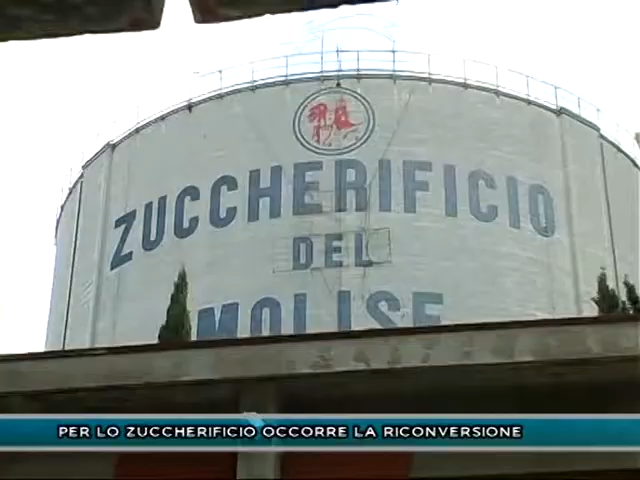 ZUCCHERIFICIO
DEL
MOLISE
PER LO ZUCCHERIFICIO OCCORRE LA RICONVERSIONE